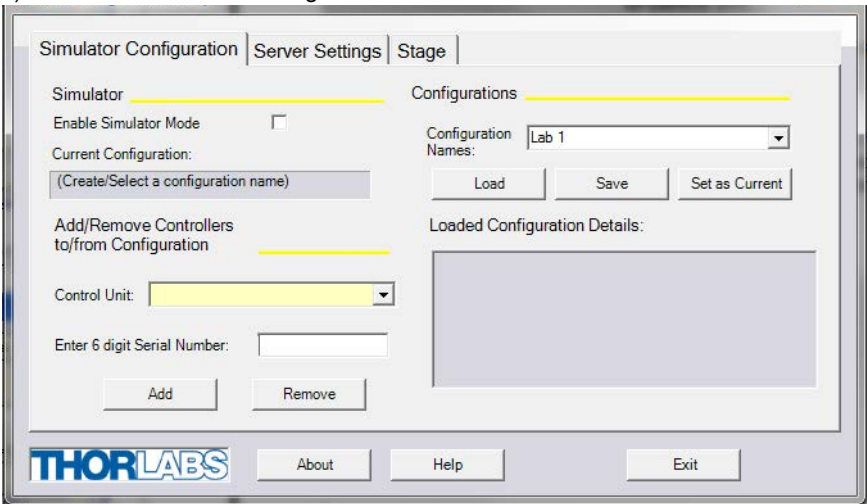 Simulator Configuration
Server Settings
Stage
Simulator
Enable Simulator Mode
Current Configuration:
(Create/Select a configuration name)
Add/Remove Controllers
to/from Configuration
Control Unit:
Enter 6 digit Serial Number:
Add
Remove
Configurations
Configuration
Names:
Lab 1
Load
Save
Set as Current
Loaded Configuration Details:
THORLABS
About
Help
Exit